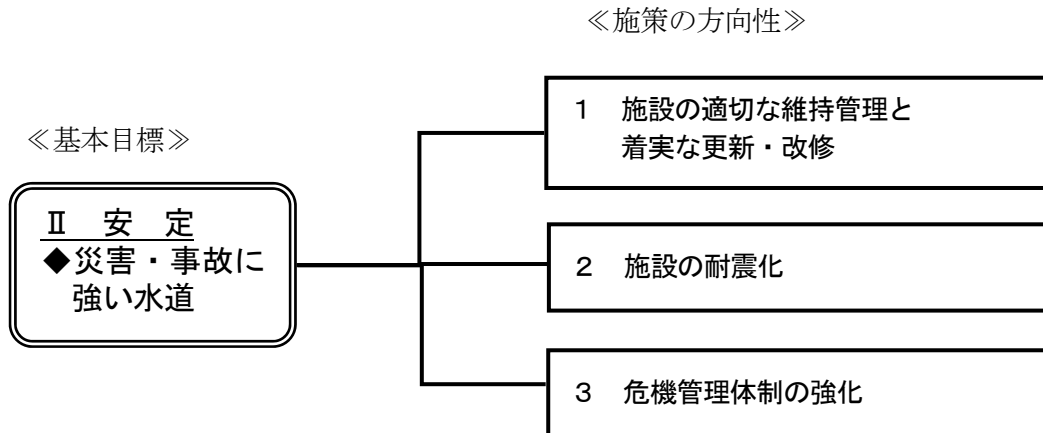 ≪施策の方向性≫
1 施設の適切な維持管理と
着実な更新・改修
≪基本目標≫
Ⅱ 安 定
◆災害・事故に
強い水道
2 施設の耐震化
3 危機管理体制の強化